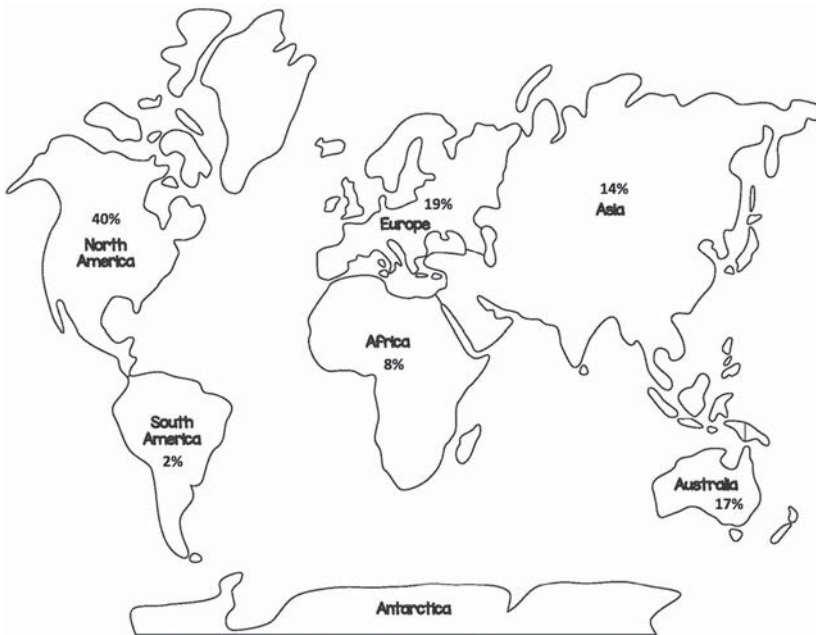 40%
North
America
19%
Europe
14%
Asia
Africa
8%
South
America
2%
Australia
17%
Antarctica